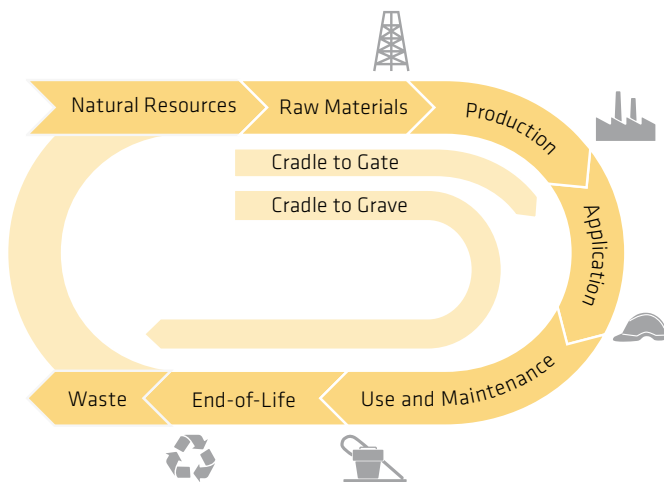 Natural Resources
Raw Materials
Production
Cradle to Gate
Cradle to Grave
Application
Use and Maintenance
End-of-Life
Waste